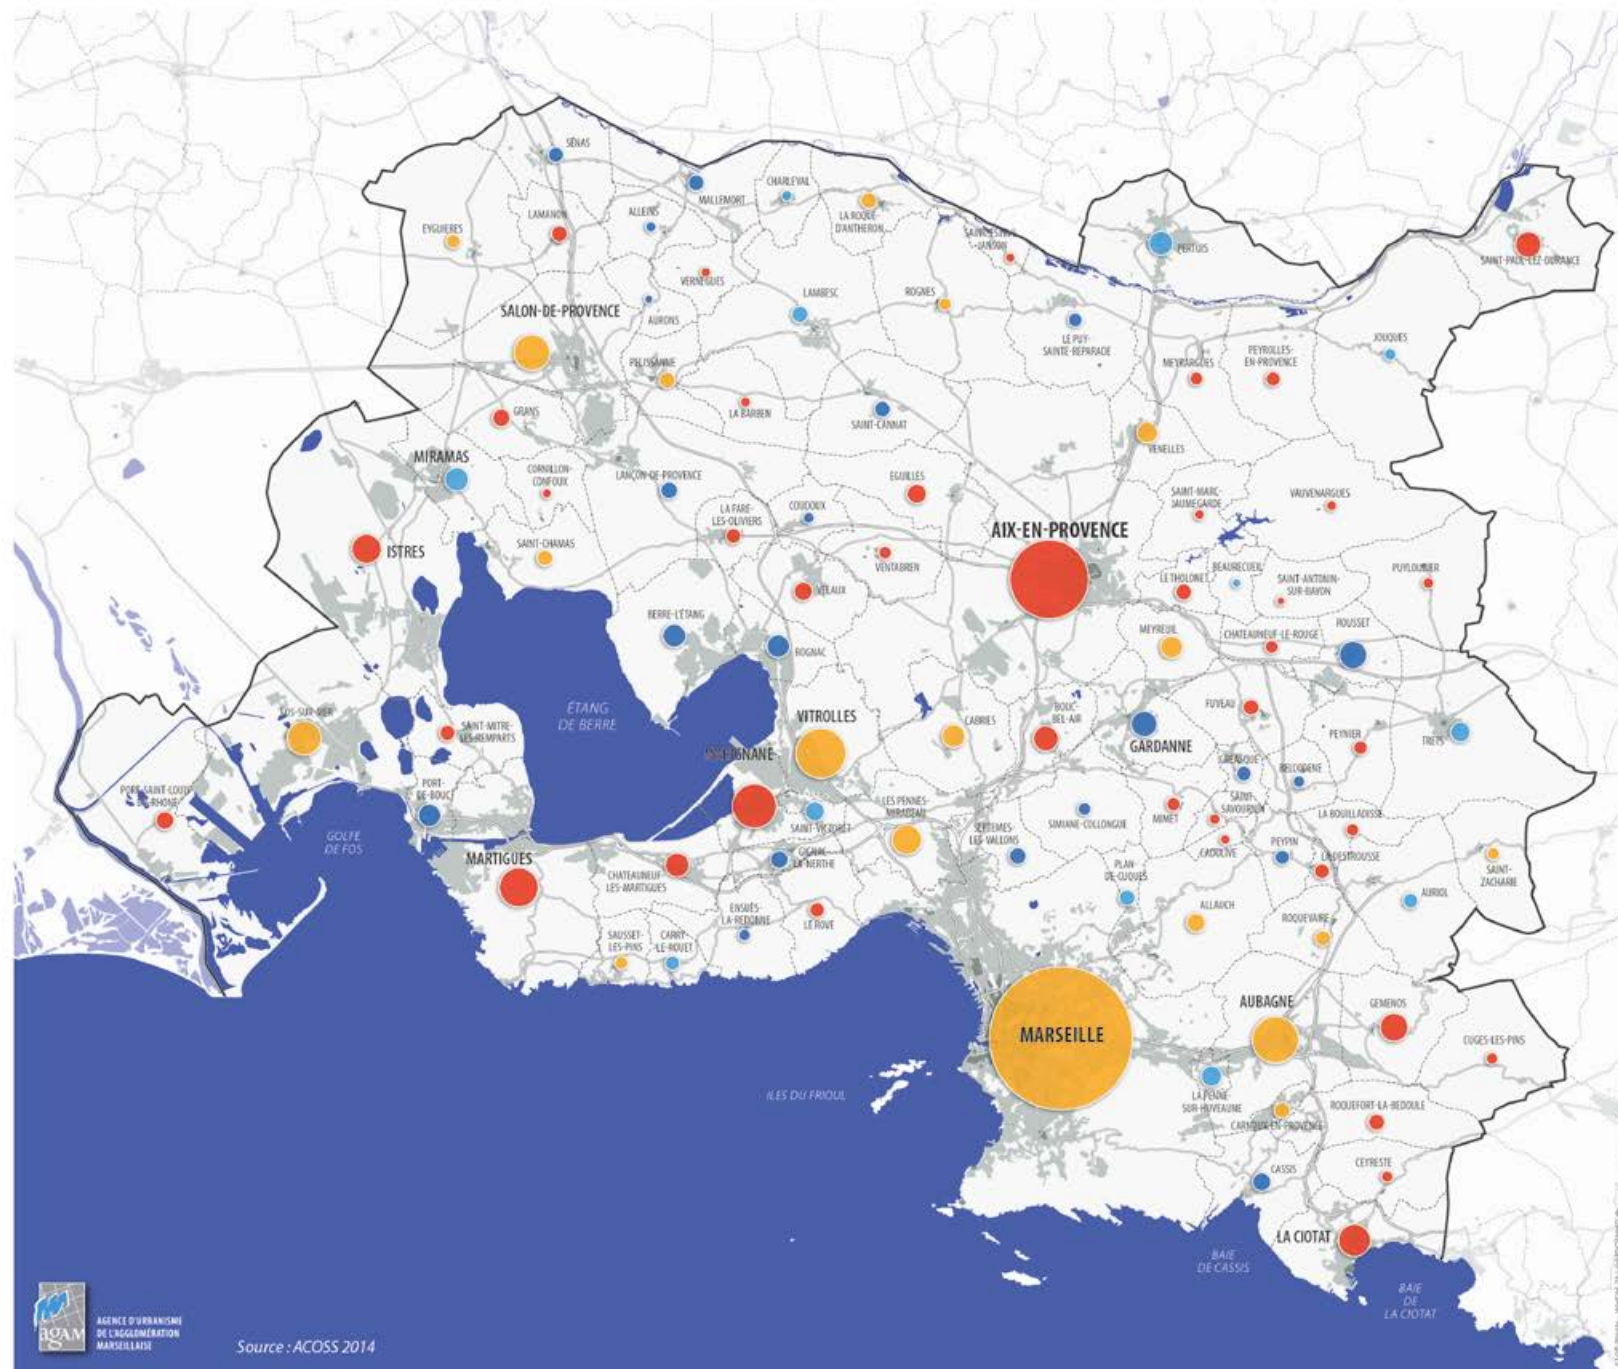 SÉNAS
MALLEMORT
CHARLEVAL
LA ROQUE-
D'ANTHERON
ALLEINS
LAMANON
EYGUIERES
-JANSON
PERTUIS
SAINT-PAUL-LEZ-DURANCE
VERNEGUES
AURONS
LAMBESC
ROGNES
LE PUY-
SAINTE-REPARADE
JOUQUES
SALON-DE-PROVENCE
PELISSANNE
MEYRARGUES
PEYROLLES-
EN-PROVENCE
GRANS
LA BARBEN
SAINT-CANNAT
VENELLES
MIRAMAS
CORNILLON-
CONFOUX
LANÇON-DE-PROVENCE
EGUILLES
SAINT-MARC-
JAUMEGARDE
VAUVENARGUES
LA FARE-
LES-OLIVIERS
COUDOUX
AIX-EN-PROVENCE
ISTRES
SAINT-CHAMAS
VENTABREN
VELAUX
LE THOLONET
BEAURECUEIL
SAINT-ANTONIN-
SUR-BAYON
PUYLOUBIER
BERRE-L'ÉTANG
ROGNAC
MEYREUIL
CHATEAUNEUF-LE-ROUGE
ROUSSET
ÉTANG
DE BERRE
VITROLLES
CABRIES
BOUC-
BEL-AIR
GARDANNE
FUVEAU
PEYNIER
TRETS
FOS-SUR-MER
SAINT-MITRE-
LES-REMPARTS
GREASQUE
BELCODENE
PORT-
DE-BOUC
SAINT-VICTORET
LES PENNES-
MIRABEAU
SEPTEMES-
LES-VALLONS
SIMIANE-COLLONGUE
MIMET
SAINT-
SAVOURNIN
LA BOUILLADISSE
GOLFE
DE FOS
MARTIGUES
CHATEAUNEUF-
LES-MARTIGUES
GIGNAC-
LA-NERTHE
CADOLIVE
PEYPIN
LA DESTROUSSE
SAINT-
ZACHARIE
PLAN-
DE-CUQUES
AURIOL
ENSUÈS-
LA-REDONNE
LE ROVE
ALLAUCH
ROQUEVAIRE
SAUSSET-
LES-PINS
CARRY-
LE-ROUET
MARSEILLE
AUBAGNE
GEMENOS
CUGES-LES-PINS
ILES DU FRIOUL
LA PENNE-
SUR-HUVEAUNE
CARNOUX-EN-PROVENCE
ROQUEFORT-LA-BEDOULE
CASSIS
CEYRESTE
LA CIOTAT
BAIE
DE CASSIS
BAIE
DE
LA CIOTAT
agAM
AGENCE D'URBANISME
DE L'AGGLOMÉRATION
MARSEILLAISE
Source : ACOSS 2014